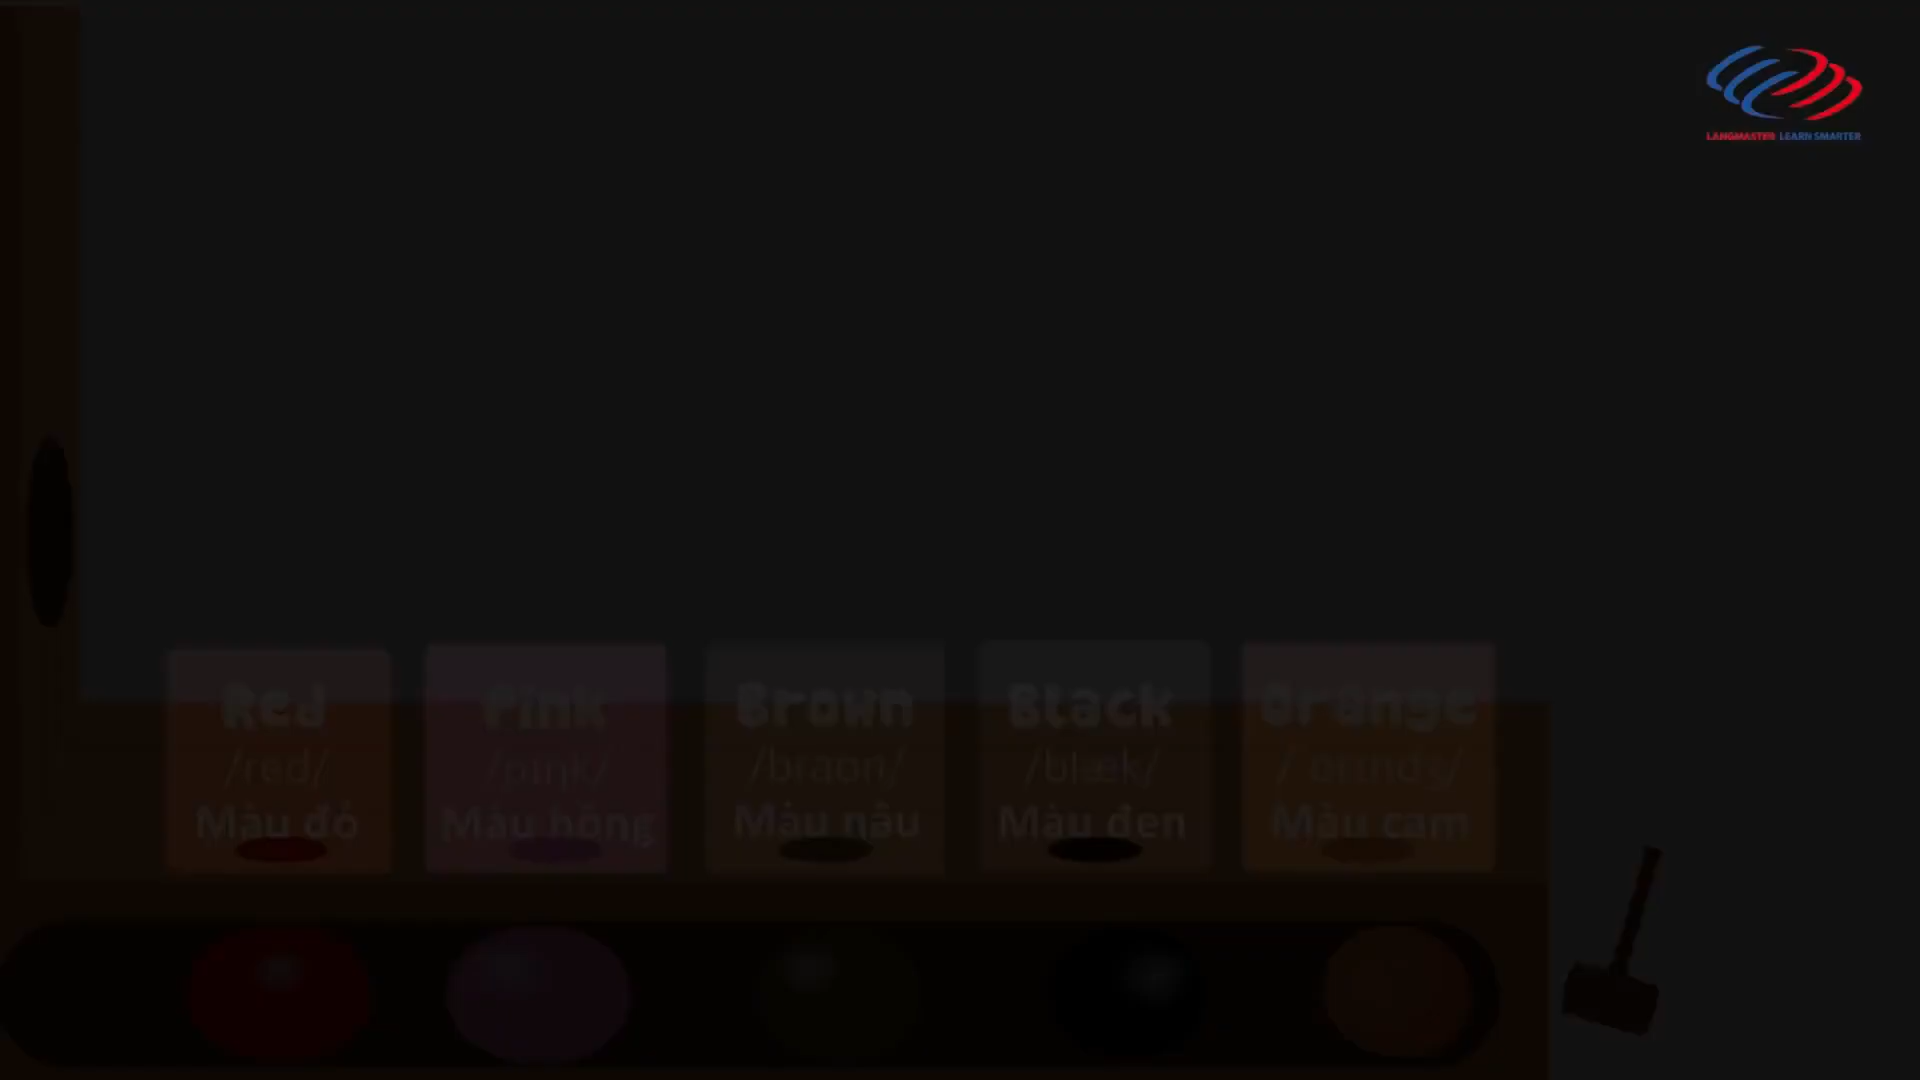 LANGMASTER LEARN SMARTER
Red
/red/
Màu đỏ
Pink
/pɪŋk/
Màu hồng
Brown
/braʊn/
Màu nâu
Black
/blæk/
Màu đen
Orange
Màu cam